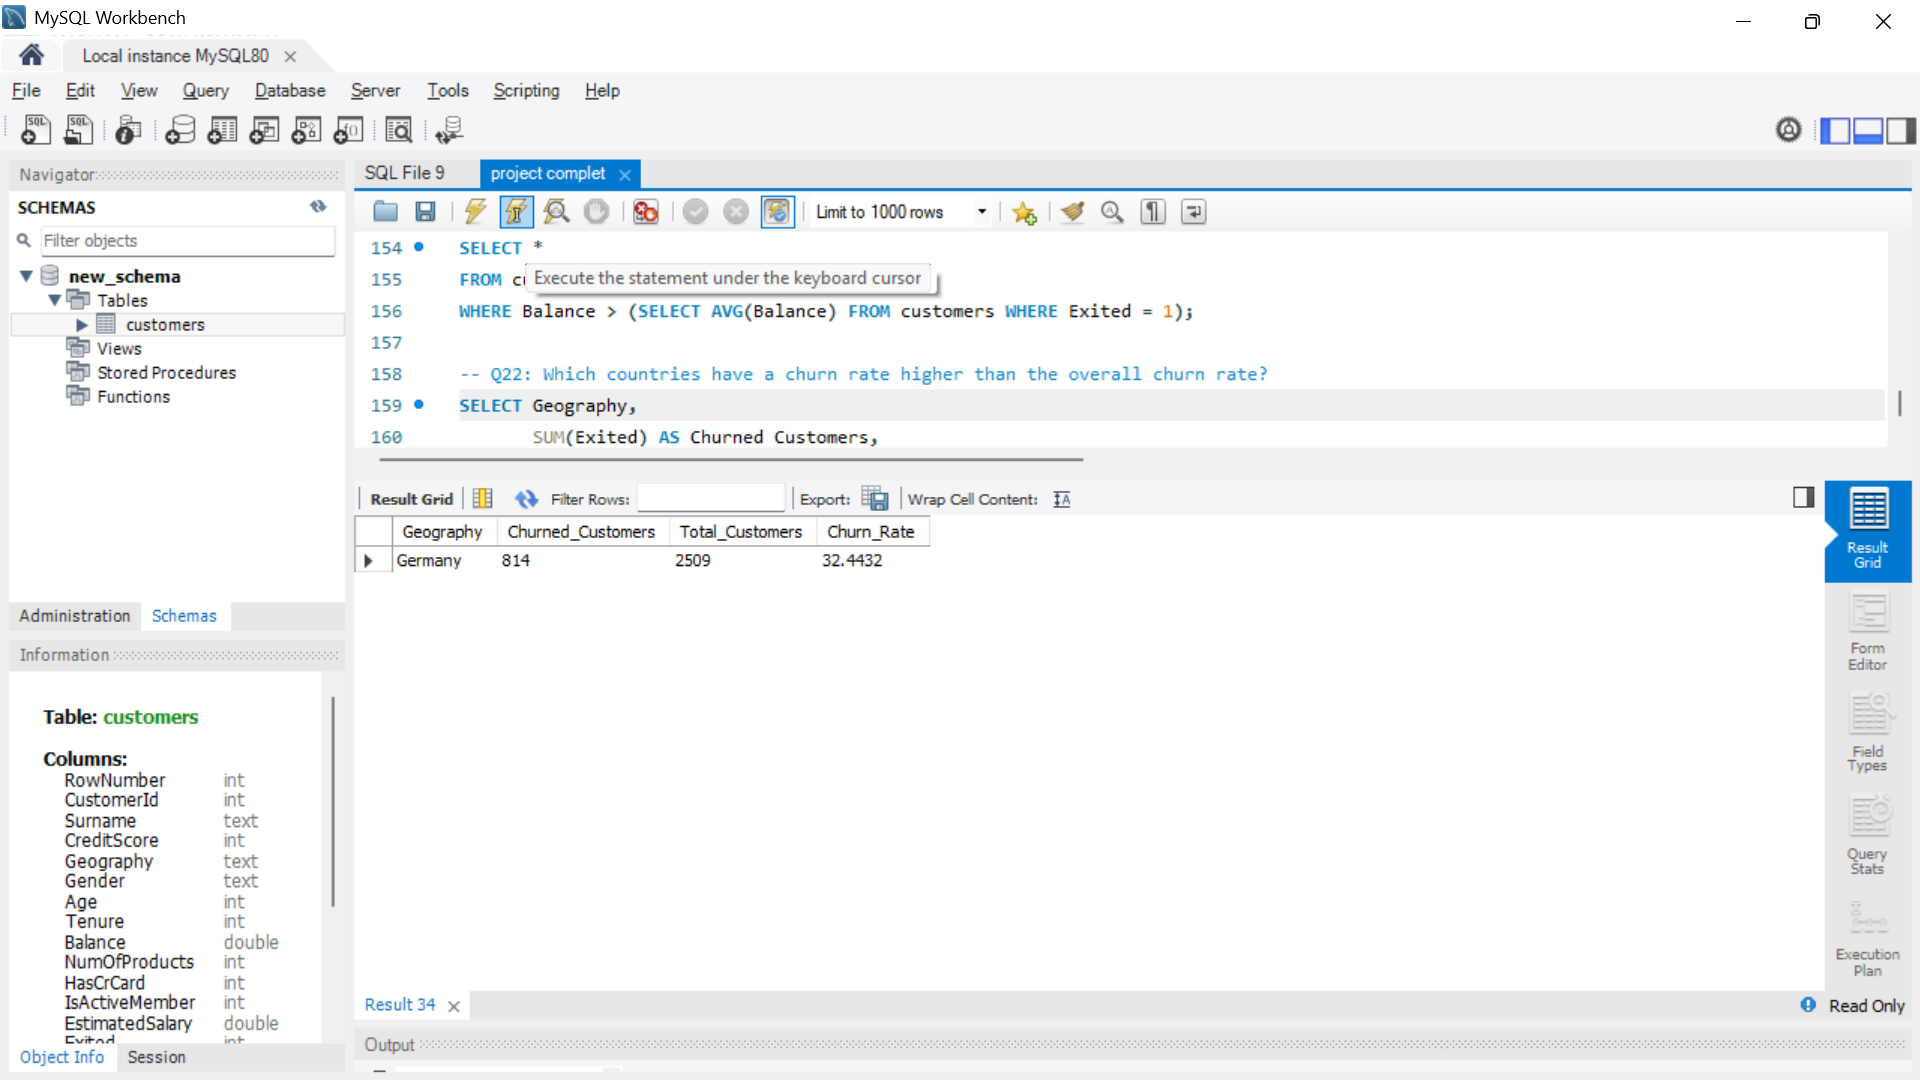 MySQL Workbench
Local instance MySQL80
File Edit View Query Database Server Tools Scripting Help
Navigator
SCHEMAS
Filter objects
new_schema
Tables
customers
Views
Stored Procedures
Functions
Administration Schemas
Information
Table: customers
Columns:
RowNumber int
CustomerId int
Surname text
CreditScore int
Geography text
Gender text
Age int
Tenure int
Balance double
NumOfProducts int
HasCrCard int
IsActiveMember int
EstimatedSalary double
Exited int
Object Info Session
SQL File 9 project complet
Limit to 1000 rows
154 SELECT *
155 FROM
Execute the statement under the keyboard cursor
156 WHERE Balance > (SELECT AVG(Balance) FROM customers WHERE Exited = 1);
157
158 -- Q22: Which countries have a churn rate higher than the overall churn rate?
159 SELECT Geography,
160 SUM(Exited) AS Churned Customers,
Result Grid Filter Rows: Export: Wrap Cell Content:
Geography Churned_Customers Total_Customers Churn_Rate
Germany 814 2509 32.4432
Result Grid
Form Editor
Field Types
Query Stats
Execution Plan
Result 34
Read Only
Output